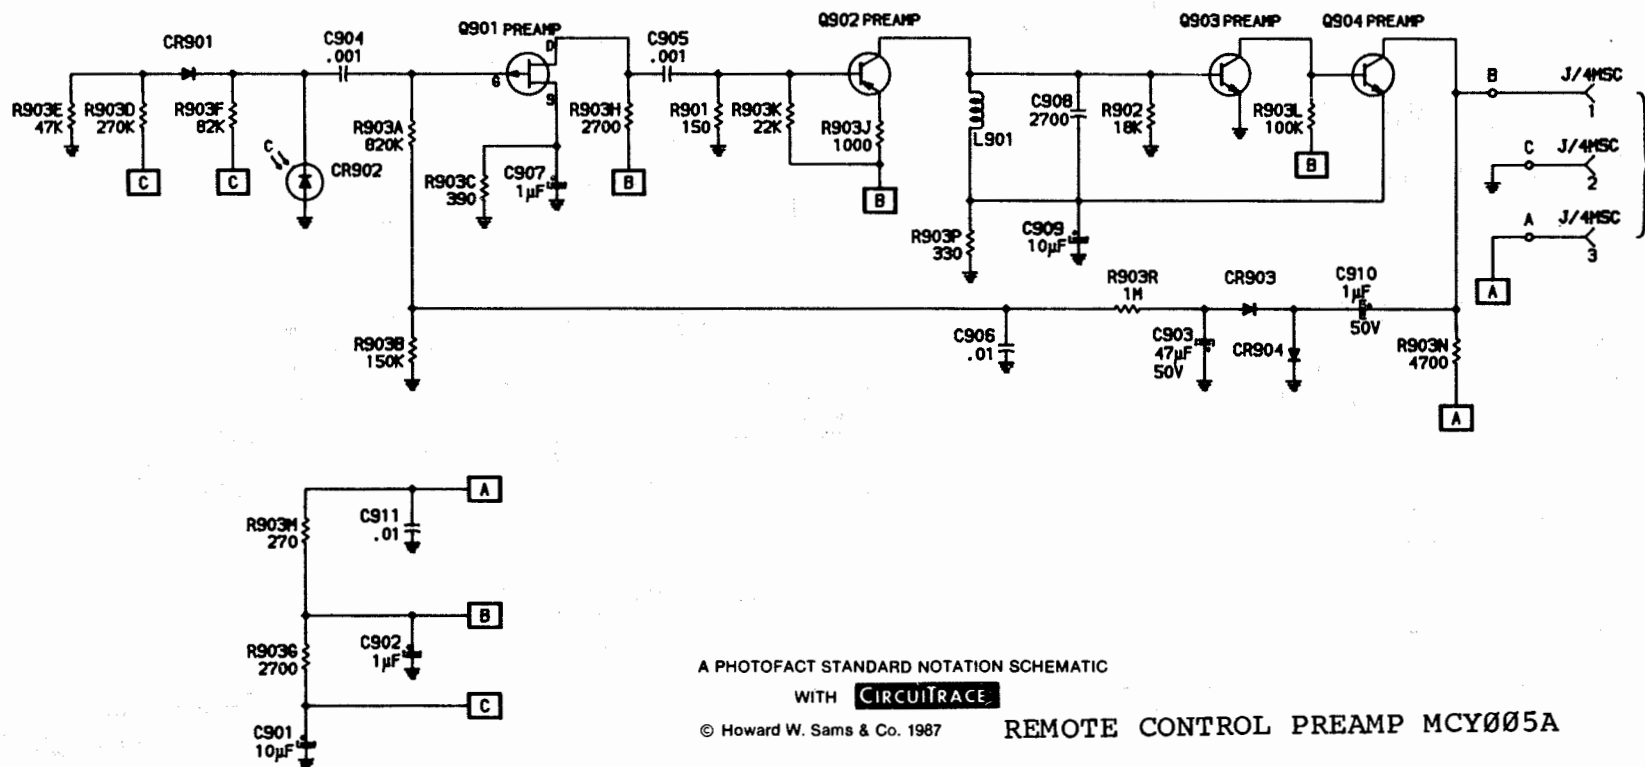 CR901
C904
.001
Q901 PREAMP
D
G
S
C905
.001
Q902 PREAMP
Q903 PREAMP
Q904 PREAMP
B
J/4MSC
1
R903E
47K
R903D
270K
R903F
82K
R903A
820K
R903H
2700
R901
150
R903K
22K
R903J
1000
L901
C908
2700
R902
18K
R903L
100K
C
CR902
C
C
R903C
390
C907
1µF
B
B
B
C
J/4MSC
2
R903P
330
C909
10µF
A
J/4MSC
3
A
R903B
150K
C906
.01
R903R
1M
CR903
C903
47µF
50V
CR904
C910
1µF
50V
R903N
4700
A
R903M
270
C911
.01
A
R903G
2700
C902
1µF
B
C901
10µF
C
A PHOTOFACT STANDARD NOTATION SCHEMATIC
WITH CIRCUITRACE
© Howard W. Sams & Co. 1987
REMOTE CONTROL PREAMP MCYØØ5A